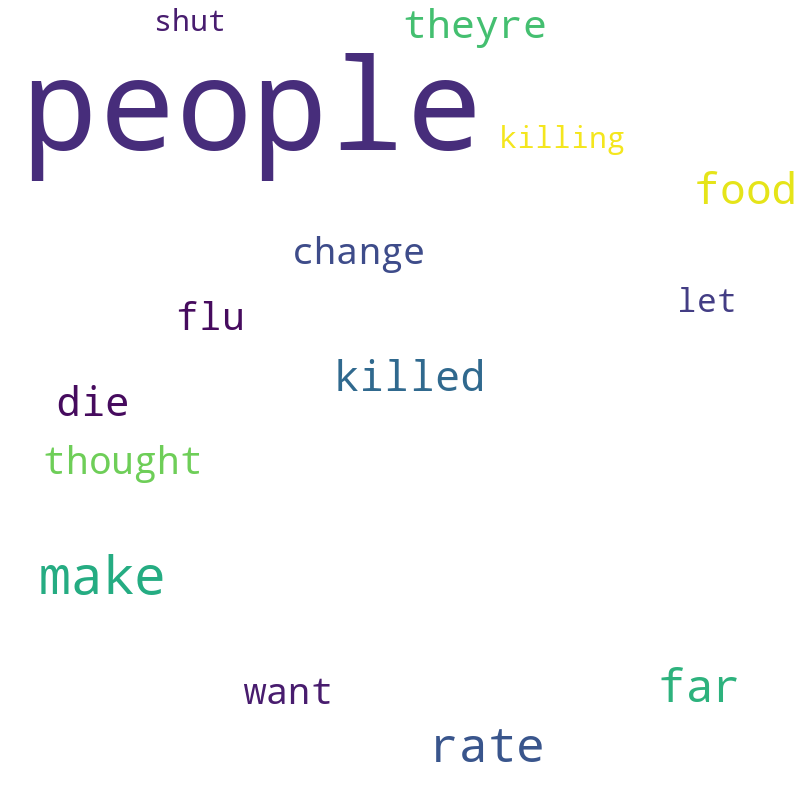 shut
theyre
people
killing
food
change
let
flu
killed
die
thought
make
far
want
rate